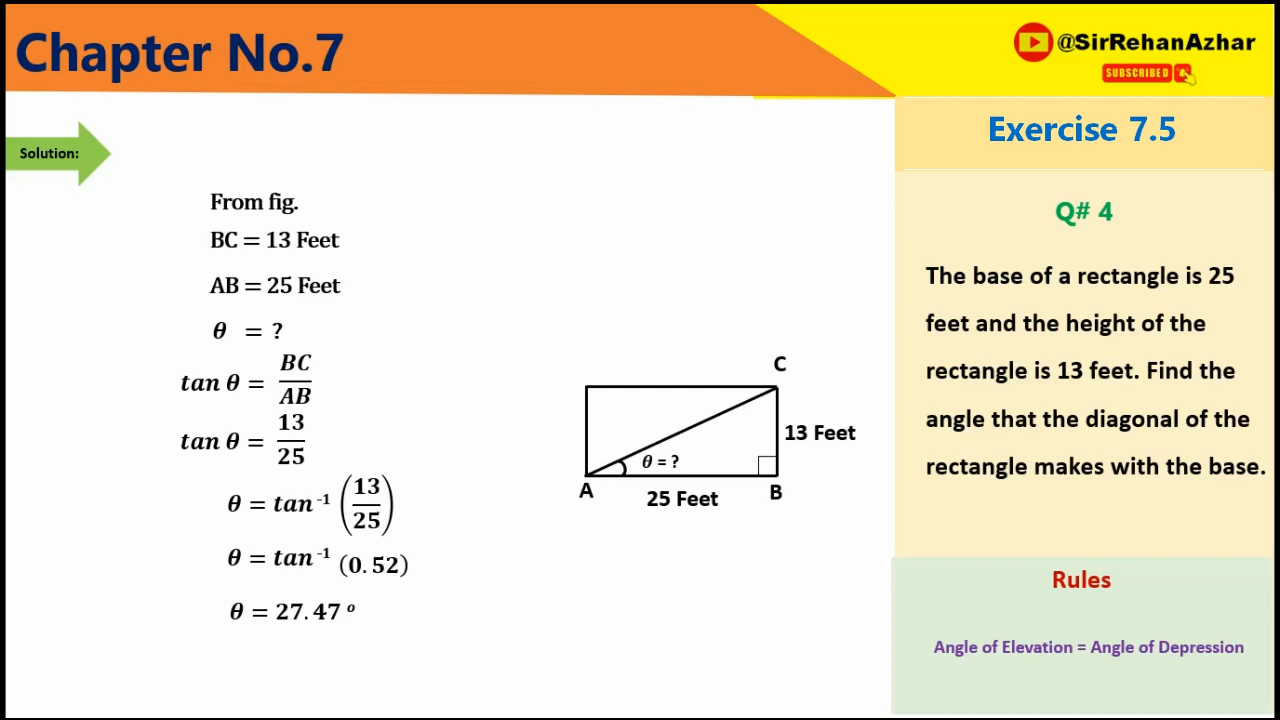 Chapter No.7
@SirRehanAzhar
SUBSCRIBED
Exercise 7.5
Solution:
From fig.
BC = 13 Feet
AB = 25 Feet
θ = ?
tan θ = BC/AB
tan θ = 13/25
θ = tan⁻¹ (13/25)
θ = tan⁻¹ (0.52)
θ = 27.47 °
C
13 Feet
θ = ?
A
B
25 Feet
Q# 4
The base of a rectangle is 25
feet and the height of the
rectangle is 13 feet. Find the
angle that the diagonal of the
rectangle makes with the base.
Rules
Angle of Elevation = Angle of Depression